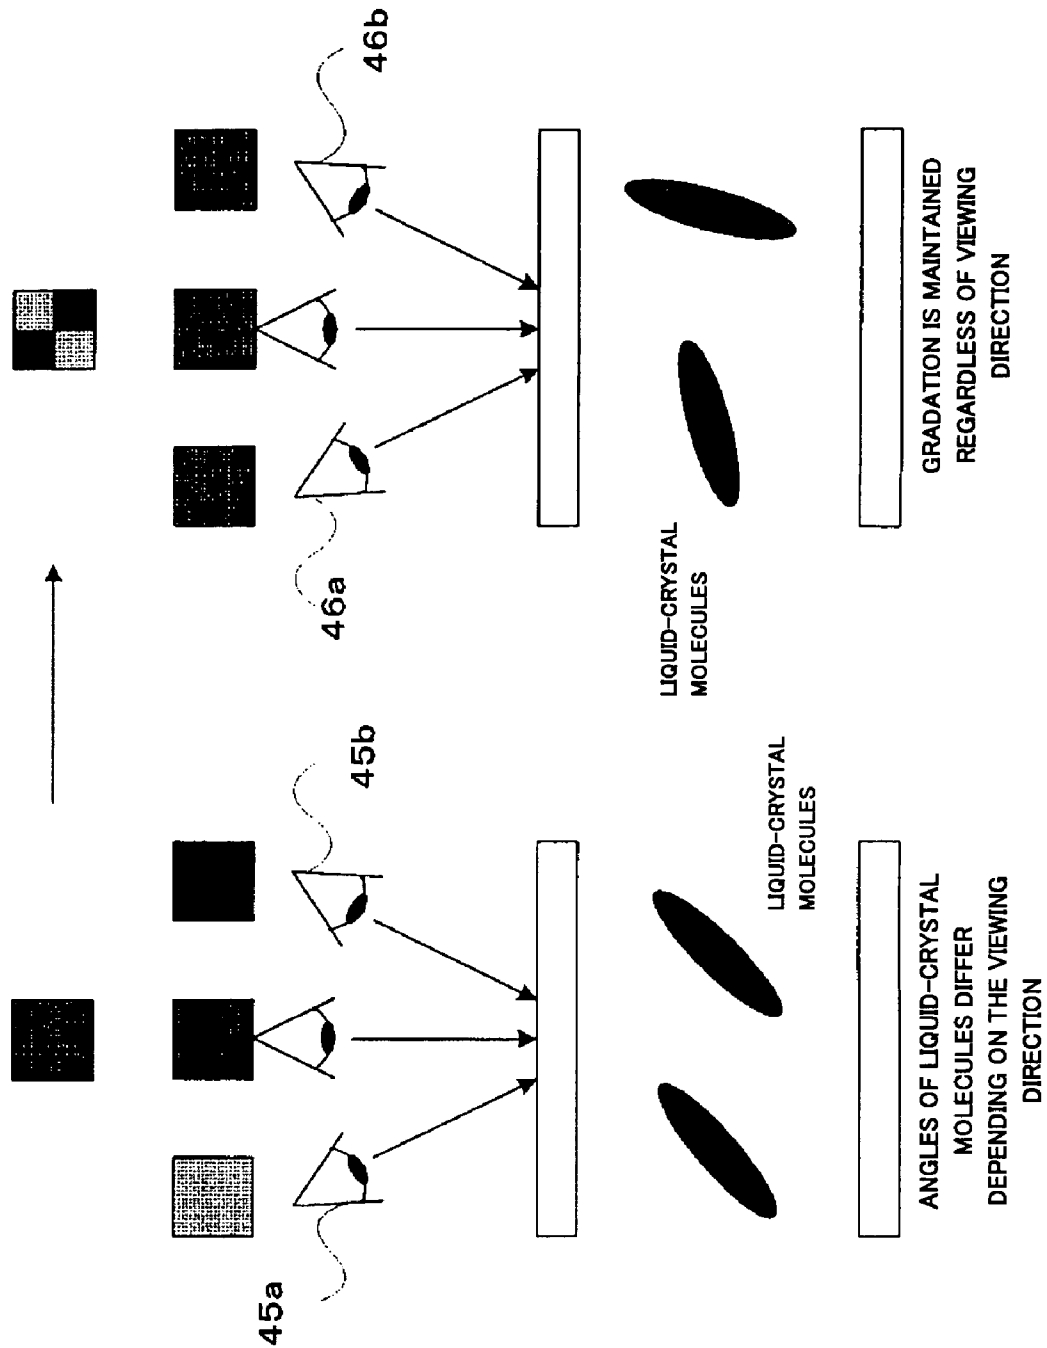 45a
45b
46a
46b
LIQUID-CRYSTAL
MOLECULES
LIQUID-CRYSTAL
MOLECULES
ANGLES OF LIQUID-CRYSTAL
MOLECULES DIFFER
DEPENDING ON THE VIEWING
DIRECTION
GRADATION IS MAINTAINED
REGARDLESS OF VIEWING
DIRECTION